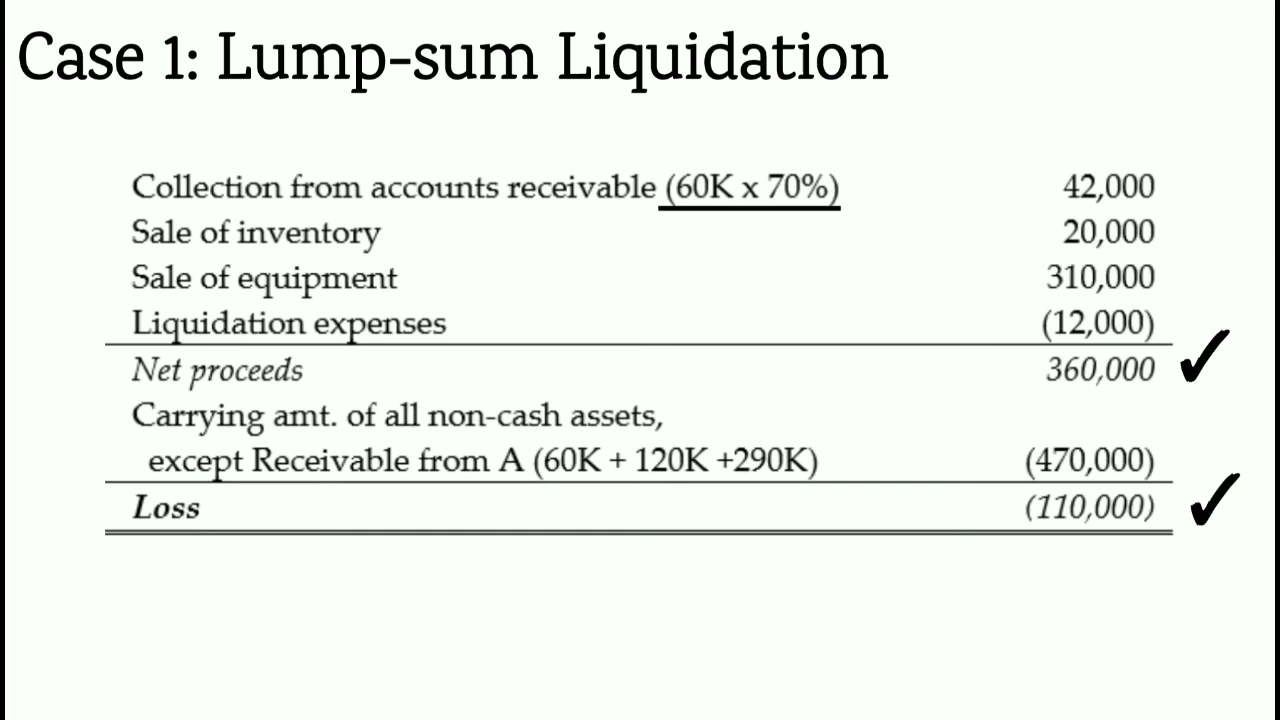 Case 1: Lump-sum Liquidation
Collection from accounts receivable (60K x 70%) 42,000
Sale of inventory 20,000
Sale of equipment 310,000
Liquidation expenses (12,000)
Net proceeds 360,000
Carrying amt. of all non-cash assets,
except Receivable from A (60K + 120K +290K) (470,000)
Loss (110,000)